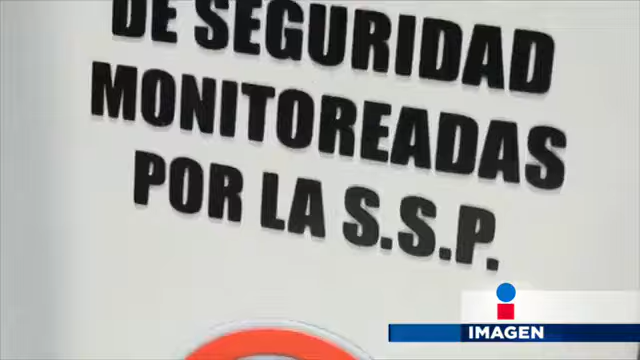 DE SEGURIDAD
MONITOREADAS
POR LA S.S.P.
IMAGEN